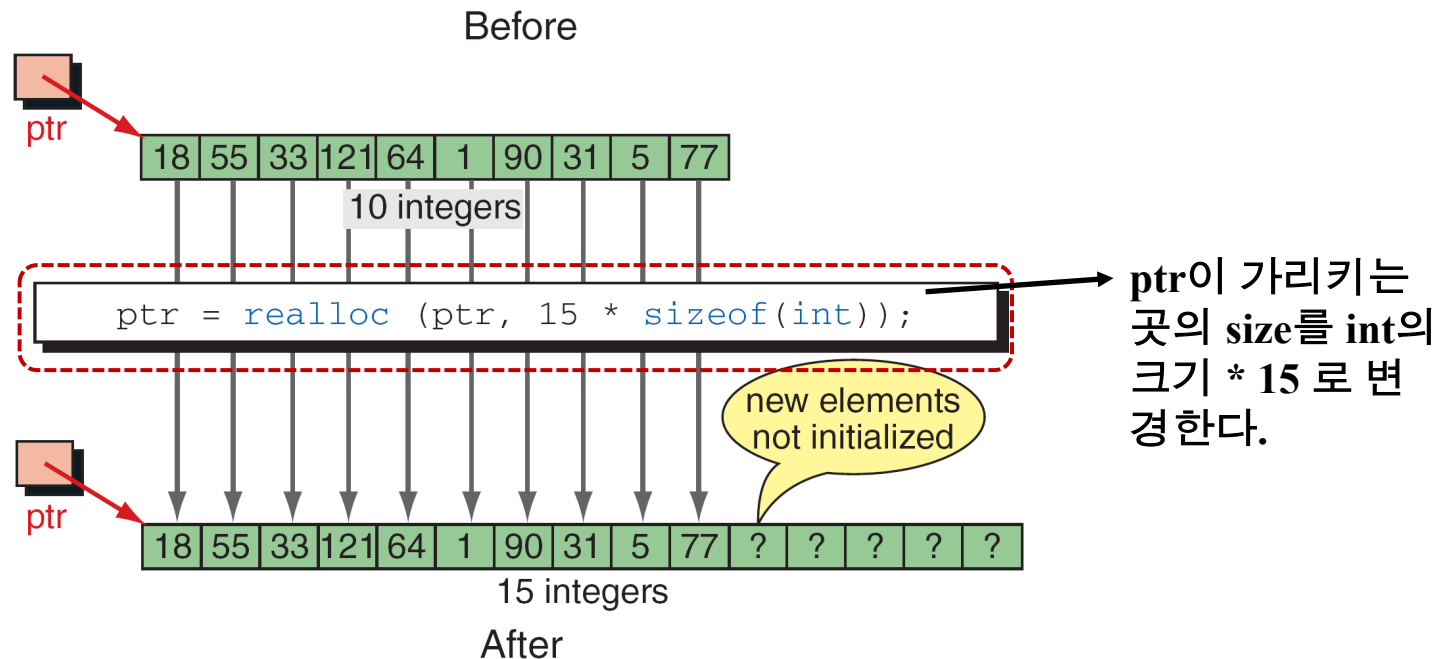 Before
ptr
18 55 33 121 64 1 90 31 5 77
10 integers
ptr = realloc (ptr, 15 * sizeof(int));
ptr이 가리키는
곳의 size를 int의
크기 * 15 로 변
경한다.
new elements
not initialized
ptr
18 55 33 121 64 1 90 31 5 77 ? ? ? ? ?
15 integers
After